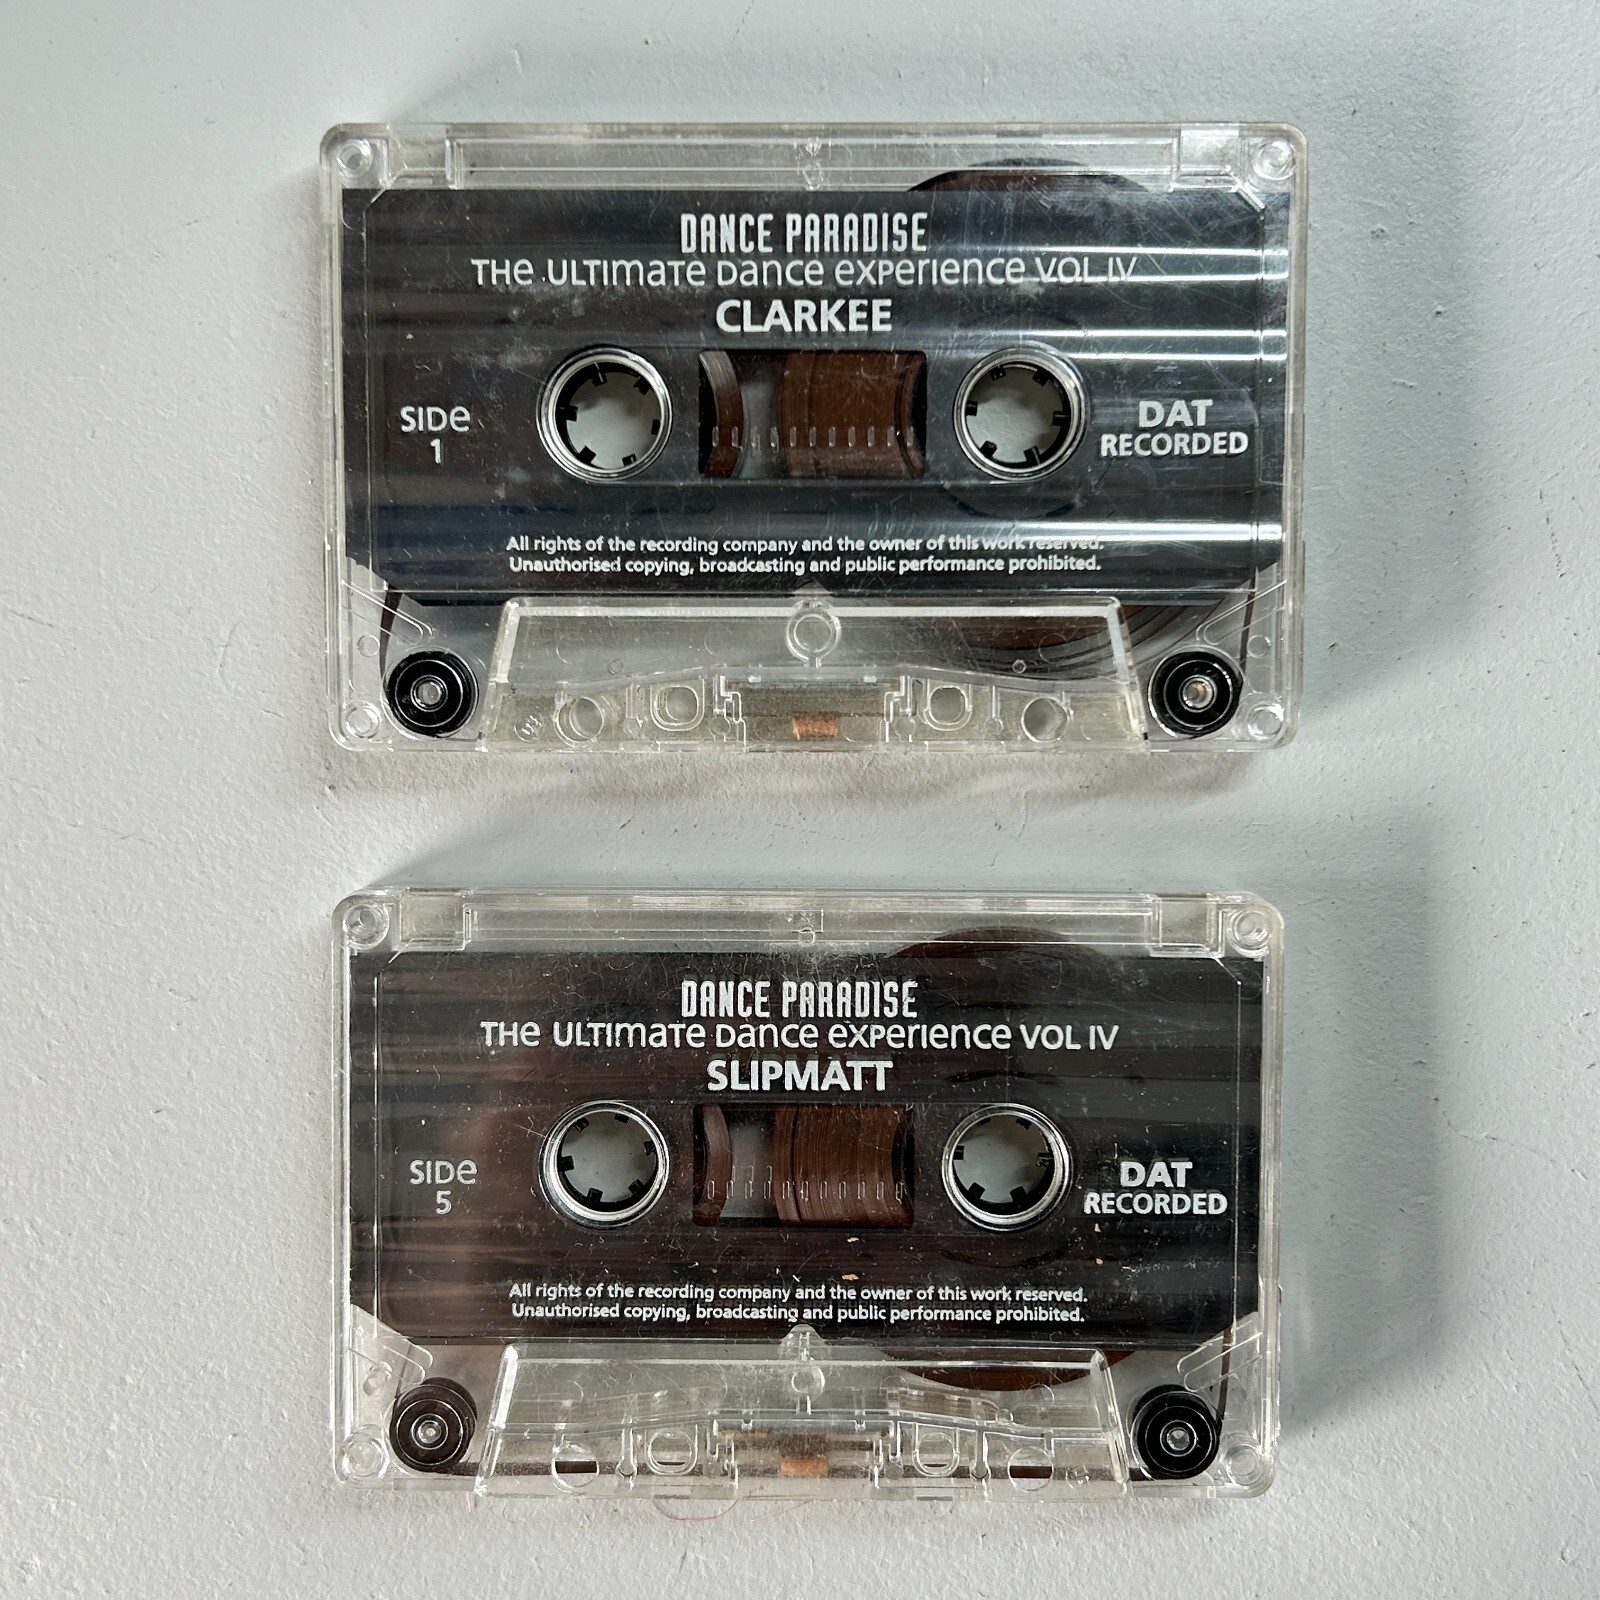 DANCE PARADISE
THE ULTIMATE DANCE EXPERIENCE VOL IV
CLARKEE
SIDE
1
DAT
RECORDED
All rights of the recording company and the owner of this work reserved.
Unauthorised copying, broadcasting and public performance prohibited.
DANCE PARADISE
THE ULTIMATE DANCE EXPERIENCE VOL IV
SLIPMATT
SIDE
5
DAT
RECORDED
All rights of the recording company and the owner of this work reserved.
Unauthorised copying, broadcasting and public performance prohibited.